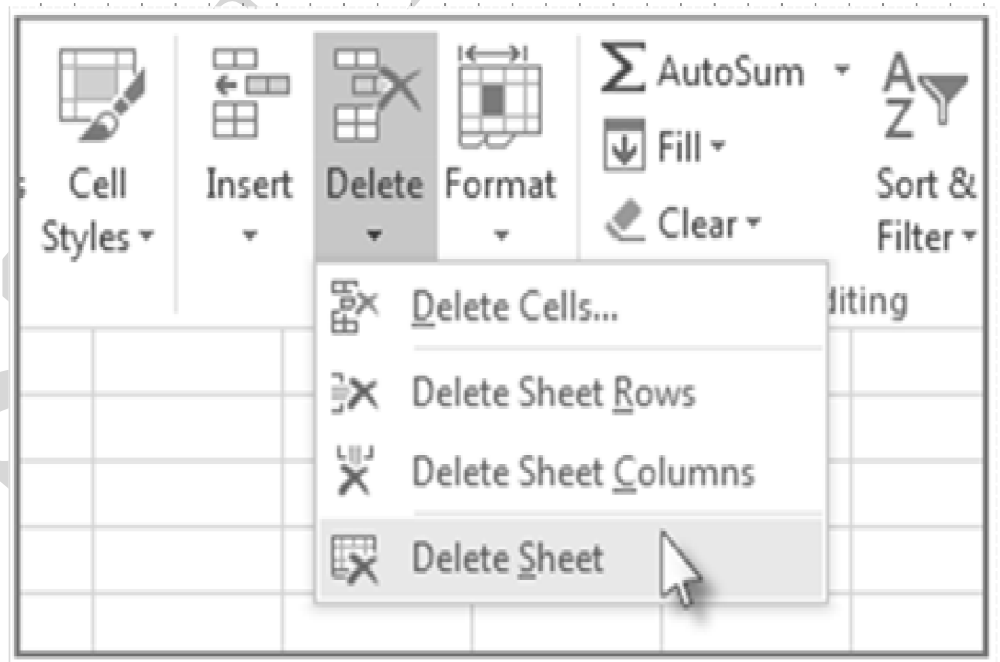 Cell
Styles
Insert
Delete
Format
AutoSum
Fill
Clear
A
Z
Sort &
Filter
Delete Cells...
Delete Sheet Rows
Delete Sheet Columns
Delete Sheet